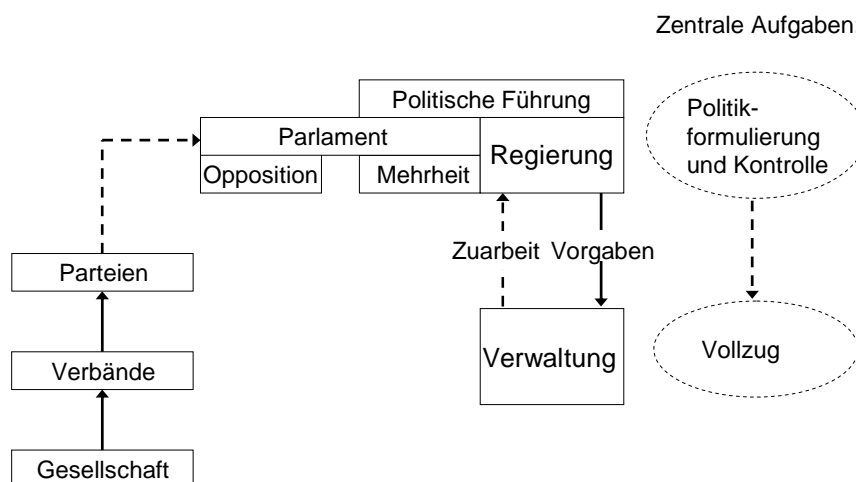 Zentrale Aufgaben:
Politische Führung
Parlament
Regierung
Opposition
Mehrheit
Politik-
formulierung
und Kontrolle
Zuarbeit Vorgaben
Parteien
Verwaltung
Vollzug
Verbände
Gesellschaft